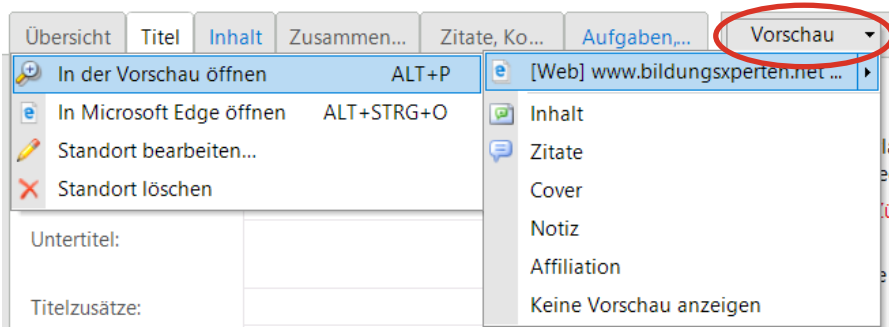 Übersicht Titel Inhalt Zusammen... Zitate, Ko... Aufgaben,... Vorschau
In der Vorschau öffnen ALT+P
In Microsoft Edge öffnen ALT+STRG+O
Standort bearbeiten...
Standort löschen
[Web] www.bildungsxperten.net ...
Inhalt
Zitate
Cover
Notiz
Affiliation
Keine Vorschau anzeigen
Untertitel:
Titelzusätze: